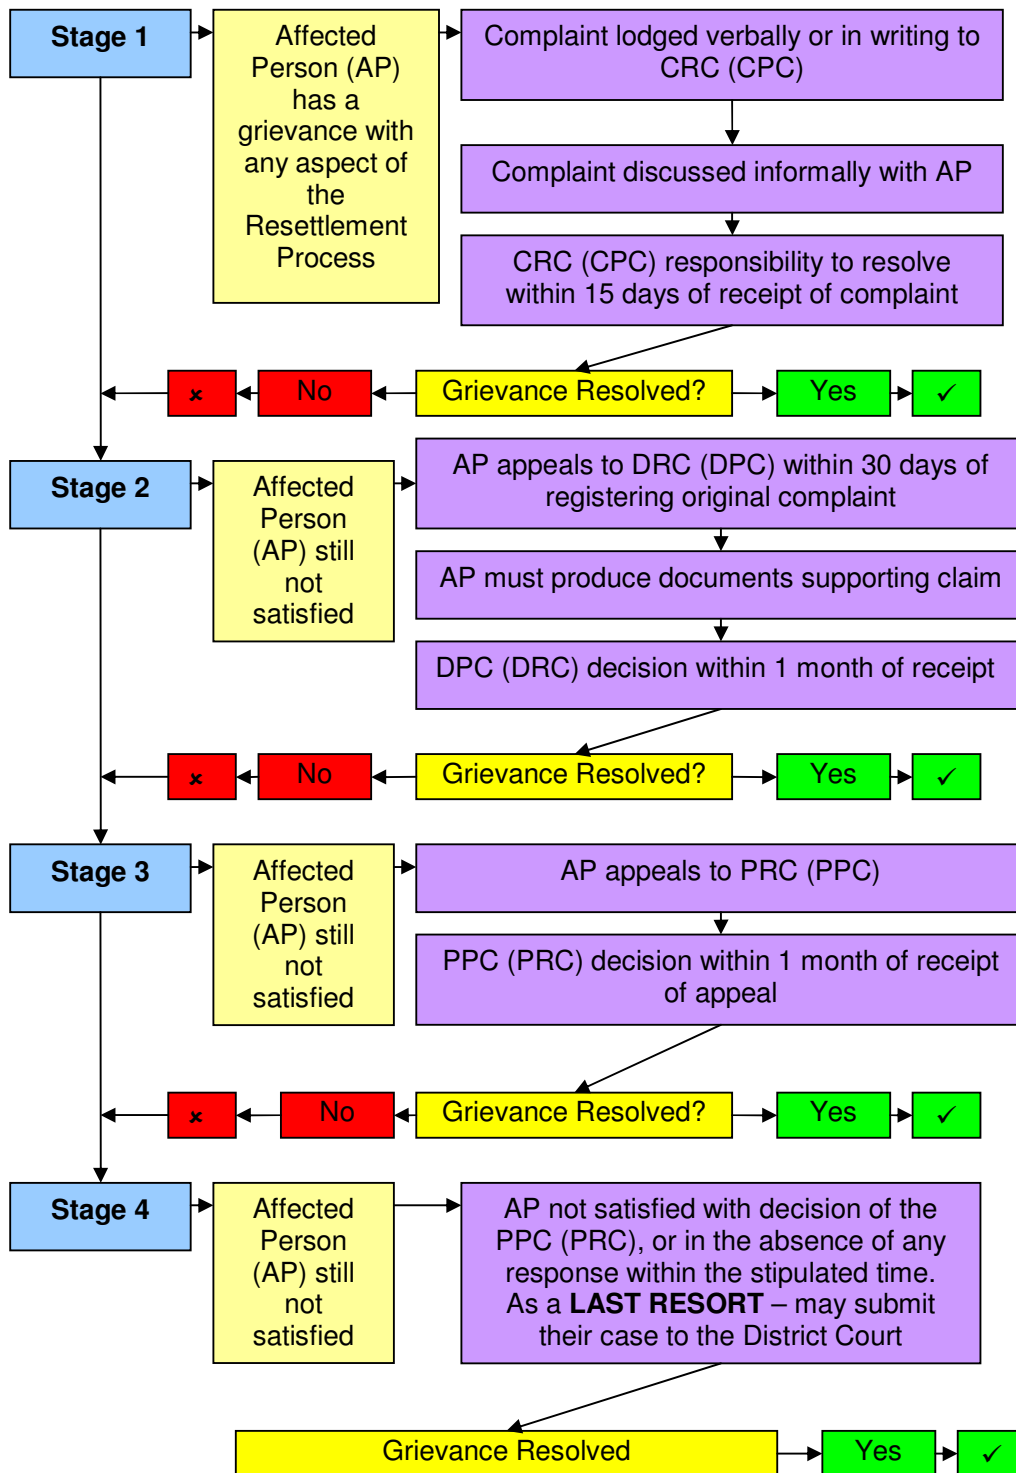 Stage 1
Affected
Person (AP)
has a
grievance with
any aspect of
the
Resettlement
Process
Complaint lodged verbally or in writing to
CRC (CPC)
Complaint discussed informally with AP
CRC (CPC) responsibility to resolve
within 15 days of receipt of complaint
× No Grievance Resolved? Yes ✓
Stage 2
Affected
Person
(AP) still
not
satisfied
AP appeals to DRC (DPC) within 30 days of
registering original complaint
AP must produce documents supporting claim
DPC (DRC) decision within 1 month of receipt
× No Grievance Resolved? Yes ✓
Stage 3
Affected
Person
(AP) still
not
satisfied
AP appeals to PRC (PPC)
PPC (PRC) decision within 1 month of receipt
of appeal
× No Grievance Resolved? Yes ✓
Stage 4
Affected
Person
(AP) still
not
satisfied
AP not satisfied with decision of the
PPC (PRC), or in the absence of any
response within the stipulated time.
As a LAST RESORT – may submit
their case to the District Court
Grievance Resolved Yes ✓